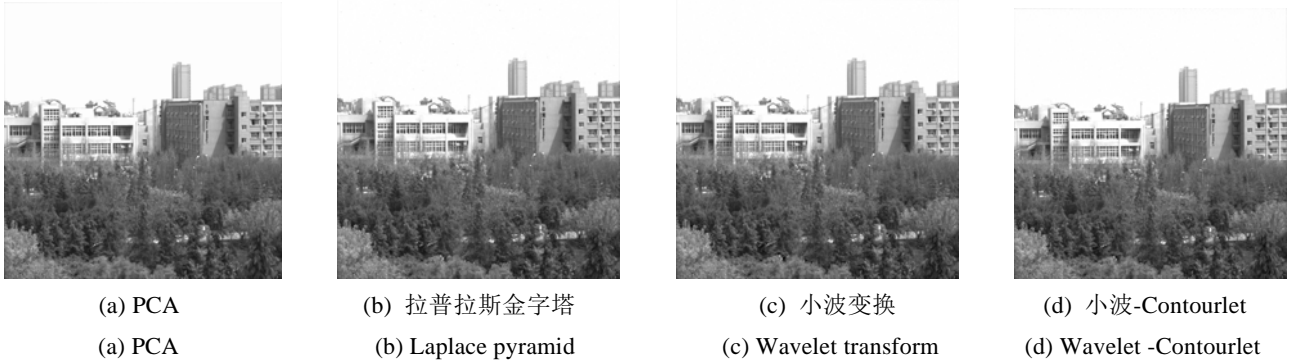 (a) PCA (b) 拉普拉斯金字塔 (c) 小波变换 (d) 小波-Contourlet
(a) PCA (b) Laplace pyramid (c) Wavelet transform (d) Wavelet -Contourlet